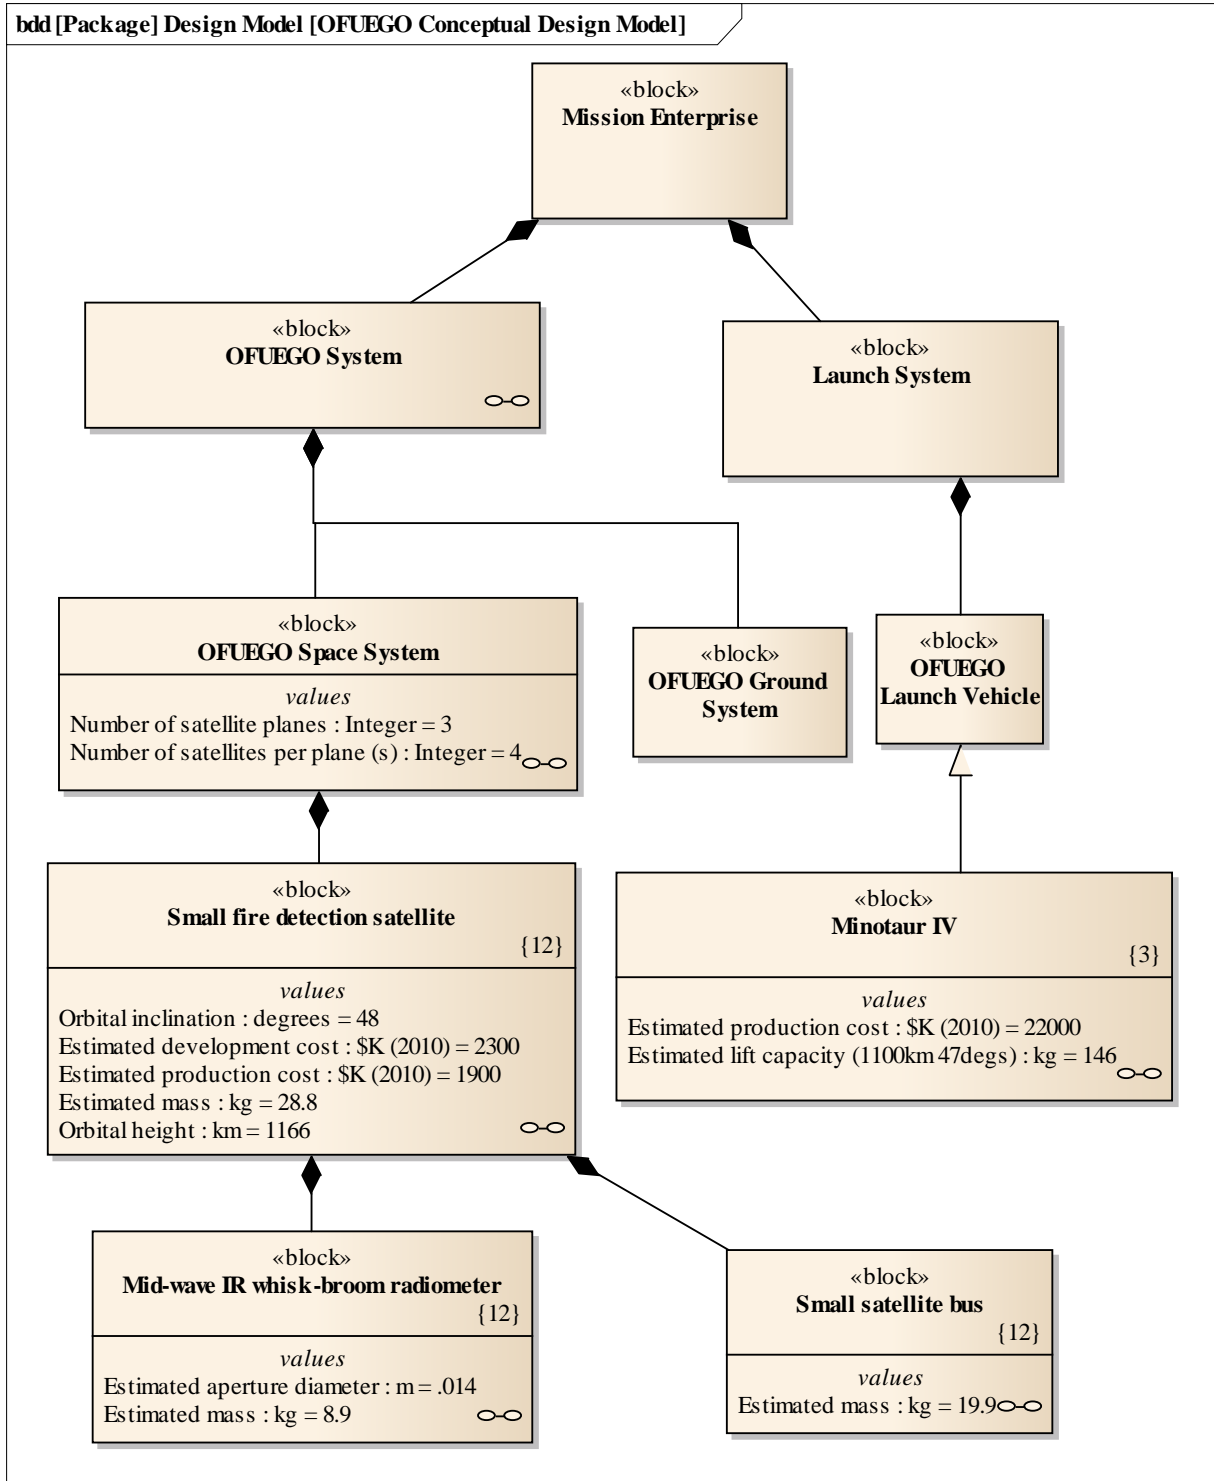 bdd [Package] Design Model [OFUEGO Conceptual Design Model]
«block»
Mission Enterprise
«block»
OFUEGO System
«block»
Launch System
«block»
OFUEGO Space System
values
Number of satellite planes : Integer = 3
Number of satellites per plane (s) : Integer = 4
«block»
OFUEGO Ground
System
«block»
OFUEGO
Launch Vehicle
«block»
Small fire detection satellite
{12}
values
Orbital inclination : degrees = 48
Estimated development cost : $K (2010) = 2300
Estimated production cost : $K (2010) = 1900
Estimated mass : kg = 28.8
Orbital height : km = 1166
«block»
Minotaur IV
{3}
values
Estimated production cost : $K (2010) = 22000
Estimated lift capacity (1100km 47degs) : kg = 146
«block»
Mid-wave IR whisk-broom radiometer
{12}
values
Estimated aperture diameter : m = .014
Estimated mass : kg = 8.9
«block»
Small satellite bus
{12}
values
Estimated mass : kg = 19.9